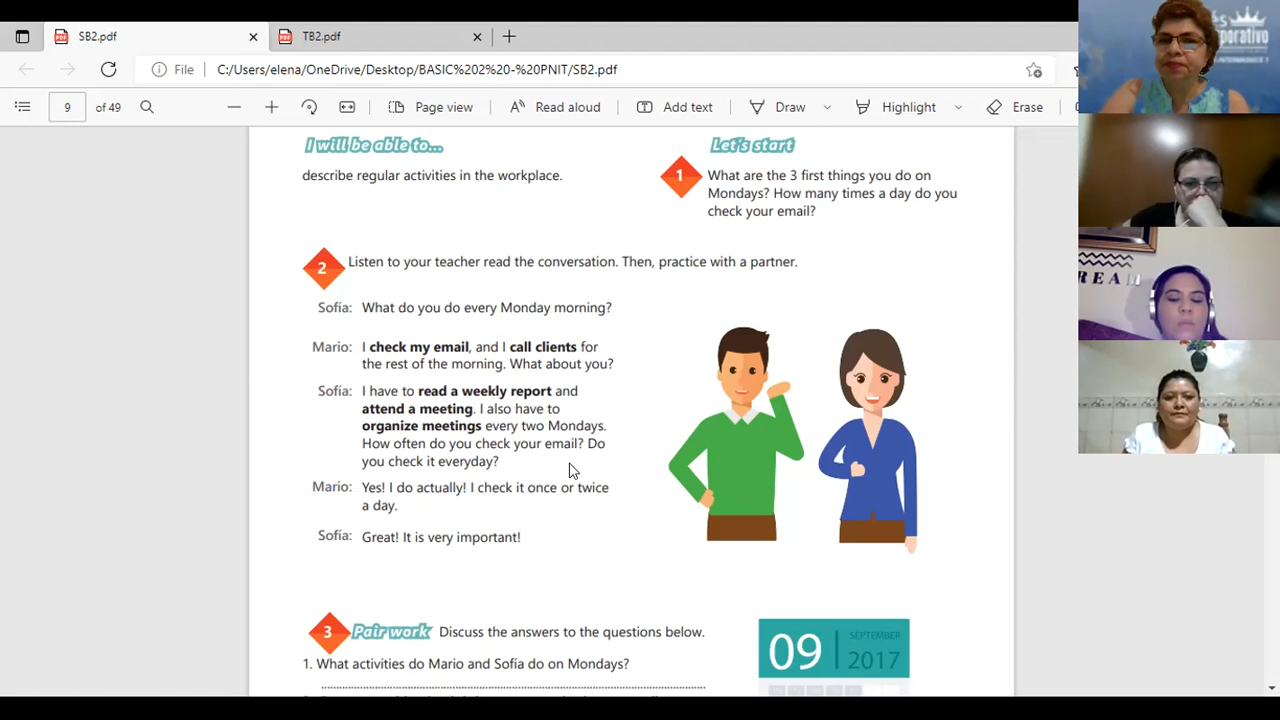 SB2.pdf
TB2.pdf
File C:/Users/elena/OneDrive/Desktop/BASIC%202%20-%20PNIT/SB2.pdf
9 of 49
Page view
Read aloud
Add text
Draw
Highlight
Erase
I will be able to...
describe regular activities in the workplace.
Let's start
1
What are the 3 first things you do on
Mondays? How many times a day do you
check your email?
2 Listen to your teacher read the conversation. Then, practice with a partner.
Sofía: What do you do every Monday morning?
Mario: I check my email, and I call clients for
the rest of the morning. What about you?
Sofía: I have to read a weekly report and
attend a meeting. I also have to
organize meetings every two Mondays.
How often do you check your email? Do
you check it everyday?
Mario: Yes! I do actually! I check it once or twice
a day.
Sofía: Great! It is very important!
3 Pair work Discuss the answers to the questions below.
1. What activities do Mario and Sofía do on Mondays?
09 SEPTEMBER
2017
REAM